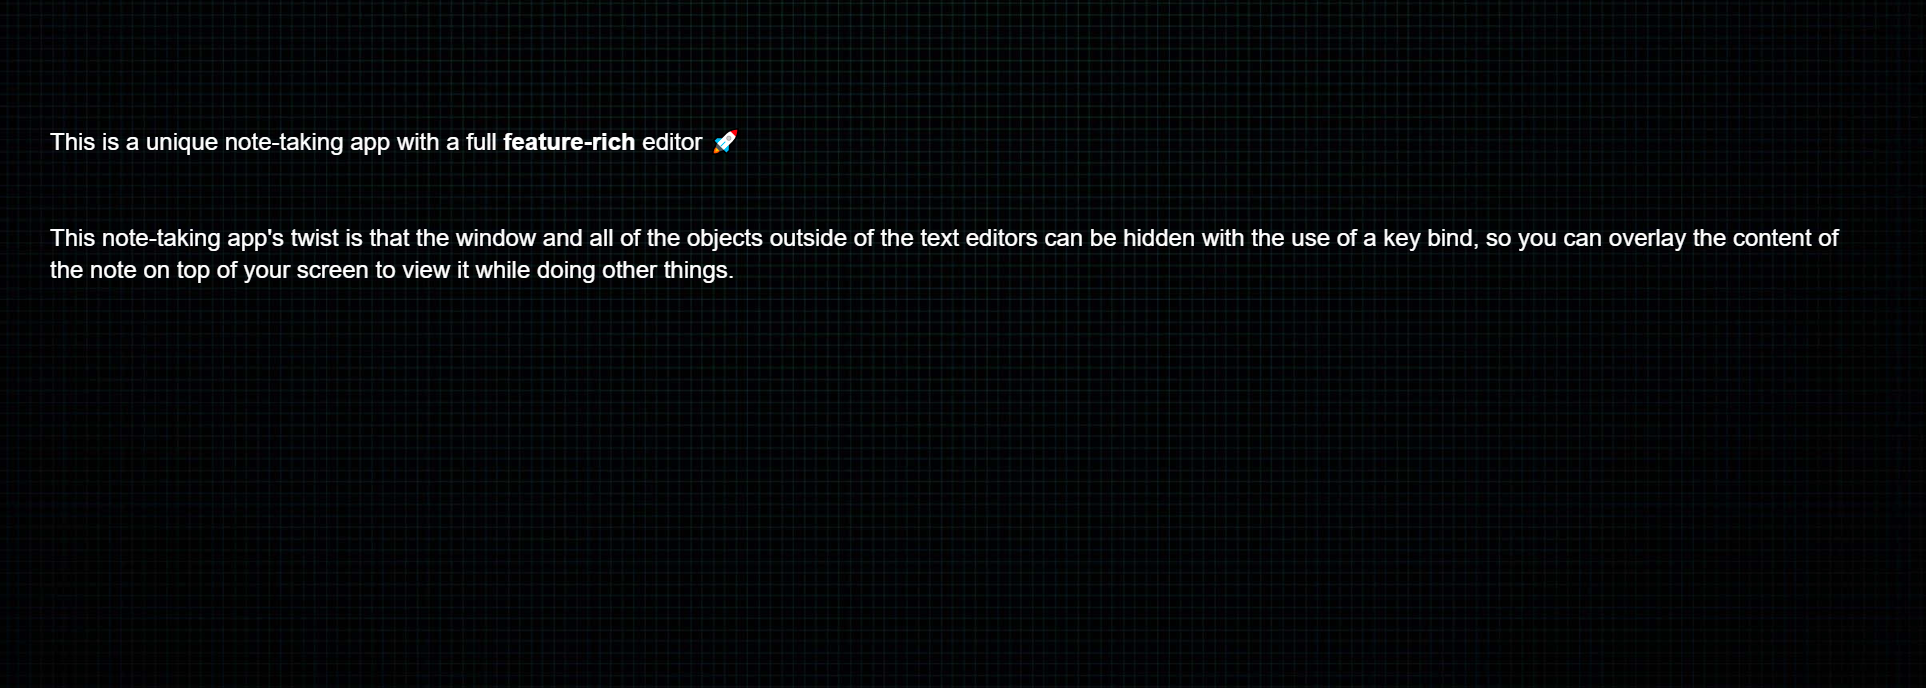 This is a unique note-taking app with a full feature-rich editor 🚀
This note-taking app's twist is that the window and all of the objects outside of the text editors can be hidden with the use of a key bind, so you can overlay the content of
the note on top of your screen to view it while doing other things.